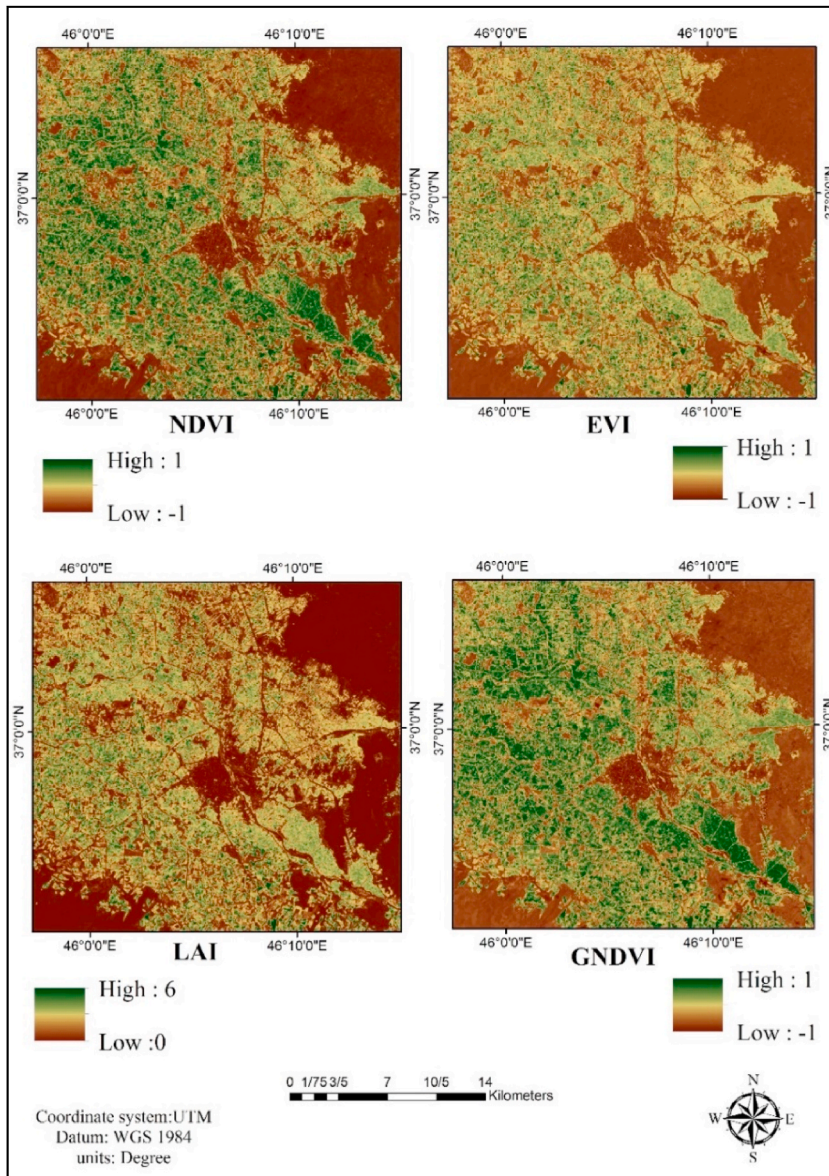 46°0'0"E 46°10'0"E
46°0'0"E 46°10'0"E
37°0'0"N
37°0'0"N
37°0'0"N
46°0'0"E 46°10'0"E
46°0'0"E 46°10'0"E
NDVI
EVI
High : 1
Low : -1
High : 1
Low : -1
46°0'0"E 46°10'0"E
46°0'0"E 46°10'0"E
37°0'0"N
37°0'0"N
37°0'0"N
46°0'0"E 46°10'0"E
46°0'0"E 46°10'0"E
LAI
GNDVI
High : 6
Low :0
High : 1
Low : -1
0 1/75 3/5 7 10/5 14
Kilometers
Coordinate system:UTM
Datum: WGS 1984
units: Degree
N
W E
S